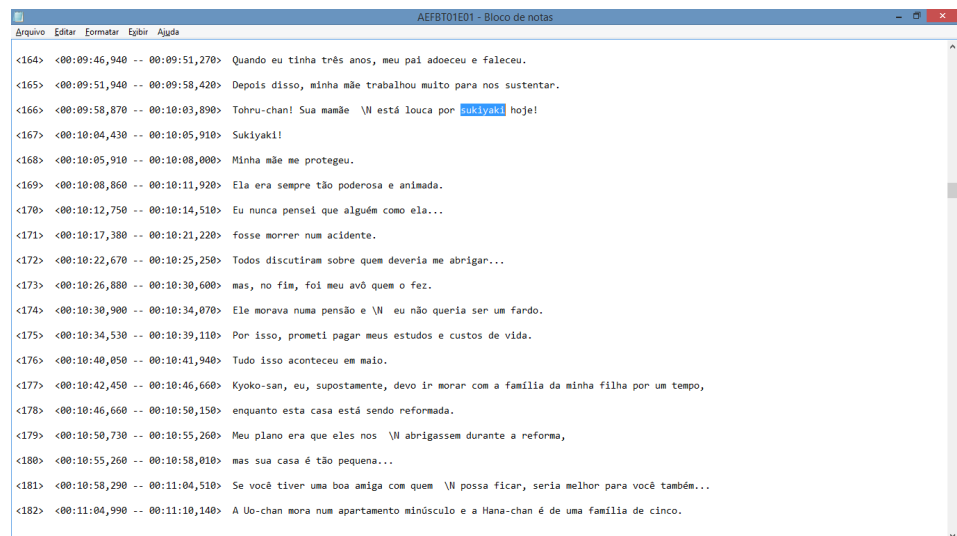 AEFBT01E01 - Bloco de notas
Arquivo Editar Formatar Exibir Ajuda
<164> <00:09:46,940 -- 00:09:51,270> Quando eu tinha três anos, meu pai adoeceu e faleceu.
<165> <00:09:51,940 -- 00:09:58,420> Depois disso, minha mãe trabalhou muito para nos sustentar.
<166> <00:09:58,870 -- 00:10:03,890> Tohru-chan! Sua mamãe \N está louca por sukiyaki hoje!
<167> <00:10:04,430 -- 00:10:05,910> Sukiyaki!
<168> <00:10:05,910 -- 00:10:08,000> Minha mãe me protegeu.
<169> <00:10:08,860 -- 00:10:11,920> Ela era sempre tão poderosa e animada.
<170> <00:10:12,750 -- 00:10:14,510> Eu nunca pensei que alguém como ela...
<171> <00:10:17,380 -- 00:10:21,220> fosse morrer num acidente.
<172> <00:10:22,670 -- 00:10:25,250> Todos discutiram sobre quem deveria me abrigar...
<173> <00:10:26,880 -- 00:10:30,600> mas, no fim, foi meu avô quem o fez.
<174> <00:10:30,900 -- 00:10:34,070> Ele morava numa pensão e \N eu não queria ser um fardo.
<175> <00:10:34,530 -- 00:10:39,110> Por isso, prometi pagar meus estudos e custos de vida.
<176> <00:10:40,050 -- 00:10:41,940> Tudo isso aconteceu em maio.
<177> <00:10:42,450 -- 00:10:46,660> Kyoko-san, eu, supostamente, devo ir morar com a família da minha filha por um tempo,
<178> <00:10:46,660 -- 00:10:50,150> enquanto esta casa está sendo reformada.
<179> <00:10:50,730 -- 00:10:55,260> Meu plano era que eles nos \N abrigassem durante a reforma,
<180> <00:10:55,260 -- 00:10:58,010> mas sua casa é tão pequena...
<181> <00:10:58,290 -- 00:11:04,510> Se você tiver uma boa amiga com quem \N possa ficar, seria melhor para você também...
<182> <00:11:04,990 -- 00:11:10,140> A Uo-chan mora num apartamento minúsculo e a Hana-chan é de uma família de cinco.